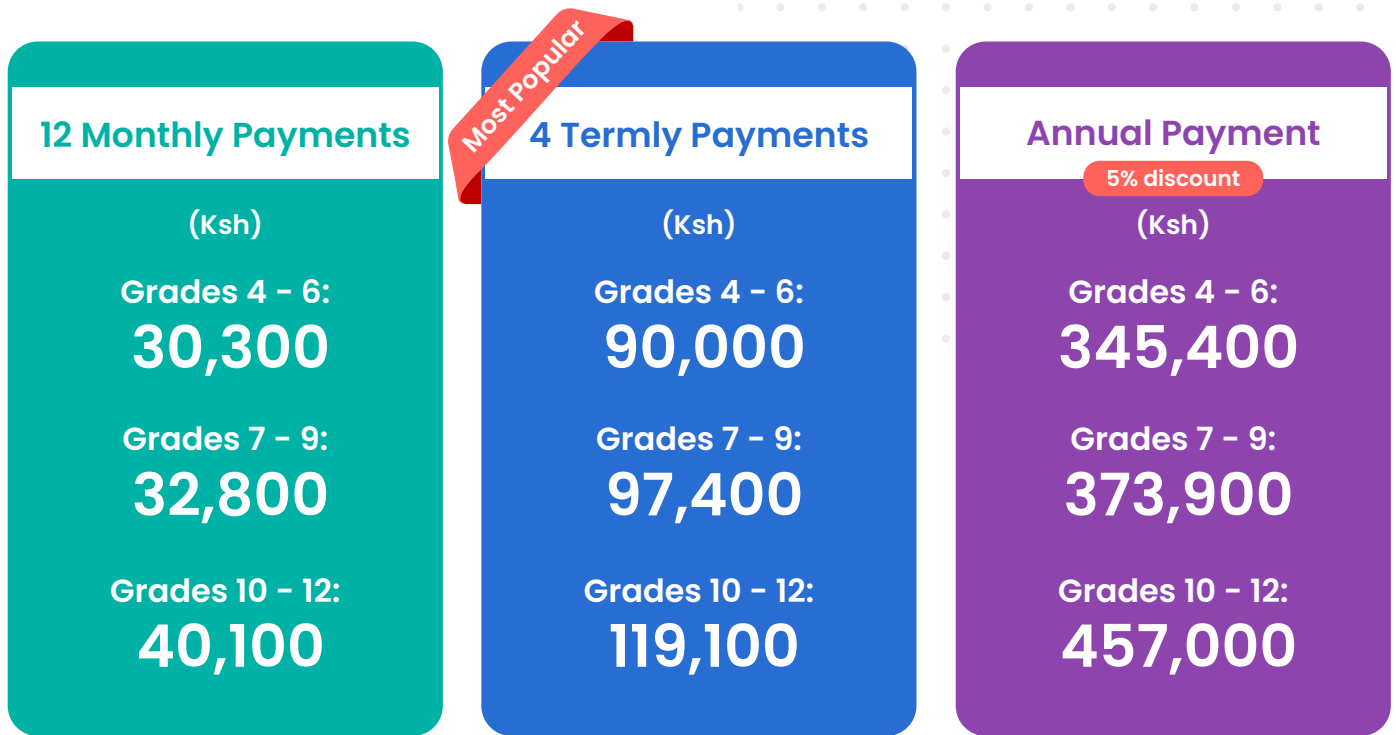 12 Monthly Payments
(Ksh)
Grades 4 - 6:
30,300
Grades 7 - 9:
32,800
Grades 10 - 12:
40,100
Most Popular
4 Termly Payments
(Ksh)
Grades 4 - 6:
90,000
Grades 7 - 9:
97,400
Grades 10 - 12:
119,100
Annual Payment
5% discount
(Ksh)
Grades 4 - 6:
345,400
Grades 7 - 9:
373,900
Grades 10 - 12:
457,000